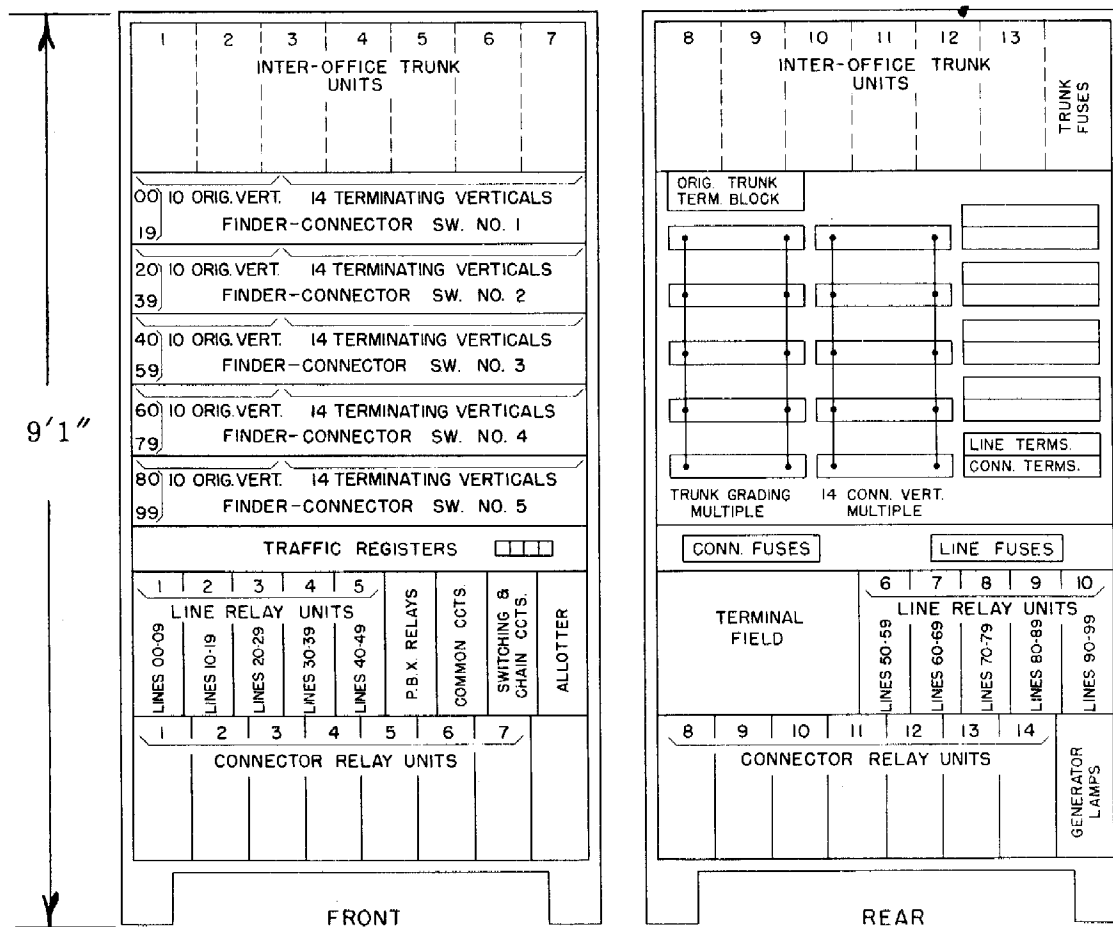 1 2 3 4 5 6 7
INTER-OFFICE TRUNK
UNITS
00 10 ORIG. VERT. 14 TERMINATING VERTICALS
19 FINDER-CONNECTOR SW. NO. 1
20 10 ORIG. VERT. 14 TERMINATING VERTICALS
39 FINDER-CONNECTOR SW. NO. 2
40 10 ORIG. VERT. 14 TERMINATING VERTICALS
59 FINDER-CONNECTOR SW. NO. 3
60 10 ORIG. VERT. 14 TERMINATING VERTICALS
79 FINDER-CONNECTOR SW. NO. 4
80 10 ORIG. VERT. 14 TERMINATING VERTICALS
99 FINDER-CONNECTOR SW. NO. 5
9'1"
TRAFFIC REGISTERS
1 2 3 4 5
LINE RELAY UNITS
LINES 00-09
LINES 10-19
LINES 20-29
LINES 30-39
LINES 40-49
P.B.X. RELAYS
COMMON CCTS.
SWITCHING &
CHAIN CCTS.
ALLOTTER
1 2 3 4 5 6 7
CONNECTOR RELAY UNITS
FRONT
8 9 10 11 12 13
INTER-OFFICE TRUNK
UNITS
TRUNK
FUSES
ORIG. TRUNK
TERM. BLOCK
LINE TERMS.
CONN. TERMS.
TRUNK GRADING
MULTIPLE
14 CONN. VERT.
MULTIPLE
CONN. FUSES
LINE FUSES
TERMINAL
FIELD
6 7 8 9 10
LINE RELAY UNITS
LINES 50-59
LINES 60-69
LINES 70-79
LINES 80-89
LINES 90-99
8 9 10 11 12 13 14
CONNECTOR RELAY UNITS
GENERATOR
LAMPS
REAR